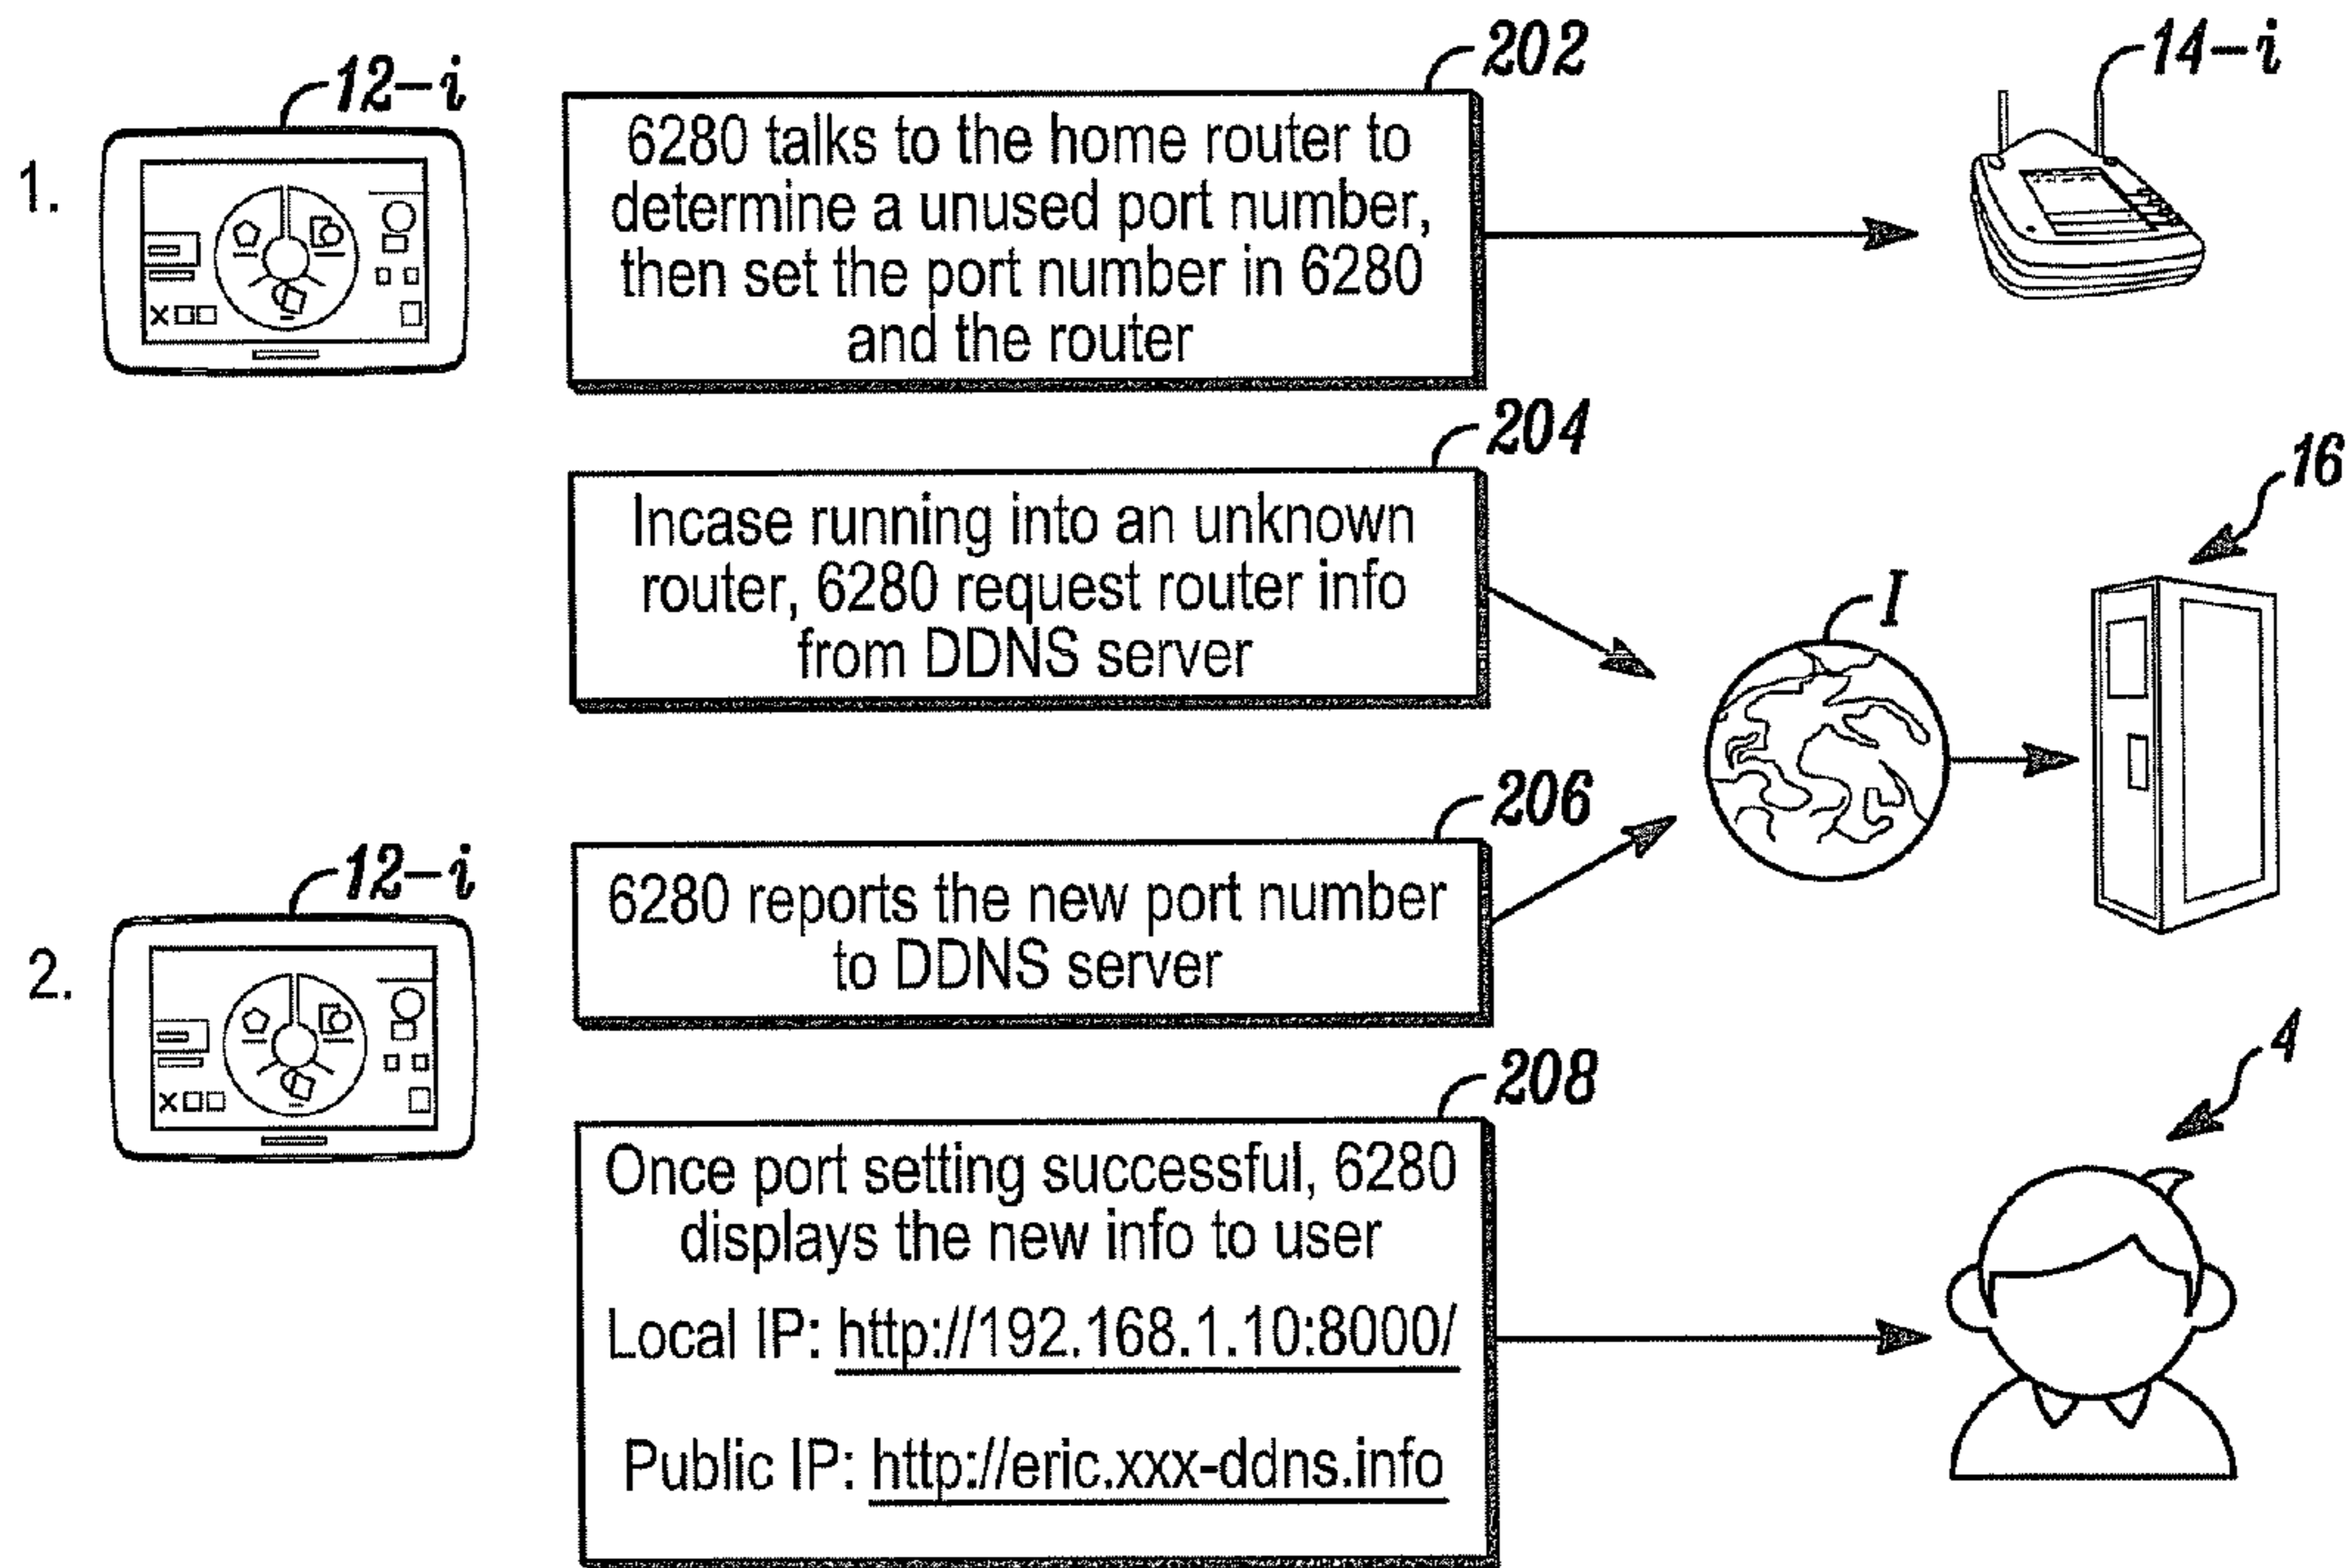 1.
12-i
202
6280 talks to the home router to
determine a unused port number,
then set the port number in 6280
and the router
14-i
204
Incase running into an unknown
router, 6280 request router info
from DDNS server
I
16
2.
12-i
206
6280 reports the new port number
to DDNS server
208
Once port setting successful, 6280
displays the new info to user
Local IP: http://192.168.1.10:8000/
Public IP: http://eric.xxx-ddns.info
4